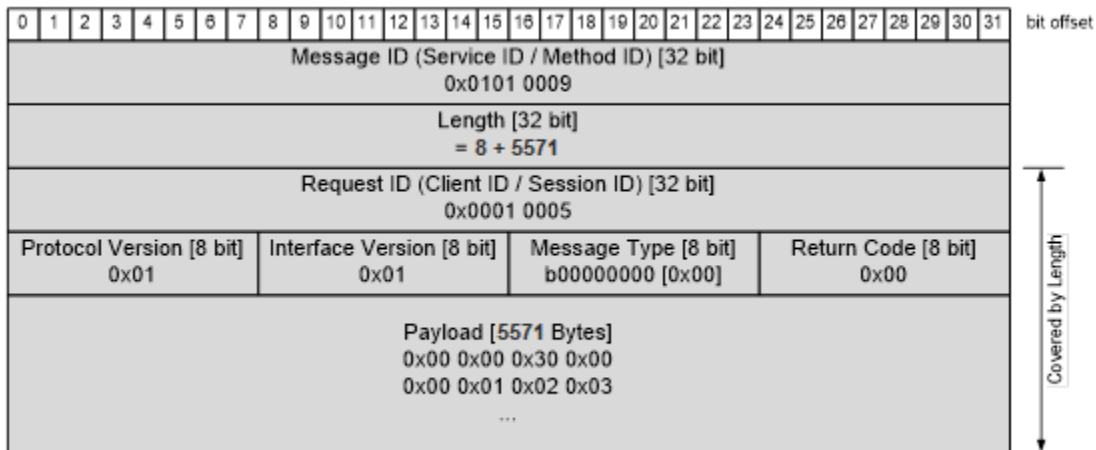 0 1 2 3 4 5 6 7 8 9 10 11 12 13 14 15 16 17 18 19 20 21 22 23 24 25 26 27 28 29 30 31 bit offset
Message ID (Service ID / Method ID) [32 bit]
0x0101 0009
Length [32 bit]
= 8 + 5571
Request ID (Client ID / Session ID) [32 bit]
0x0001 0005
Protocol Version [8 bit] Interface Version [8 bit] Message Type [8 bit] Return Code [8 bit]
0x01 0x01 b00000000 [0x00] 0x00
Payload [5571 Bytes]
0x00 0x00 0x30 0x00
0x00 0x01 0x02 0x03
...
Covered by Length